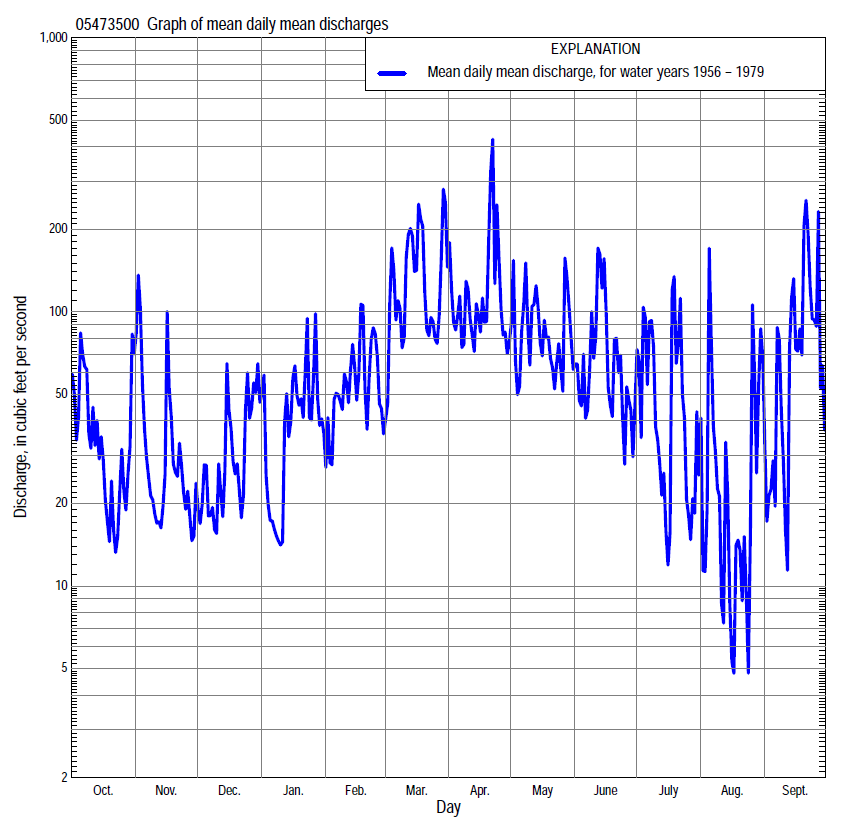 05473500 Graph of mean daily mean discharges
EXPLANATION
Mean daily mean discharge, for water years 1956 – 1979
1,000
500
200
100
50
20
10
5
2
Discharge, in cubic feet per second
Oct. Nov. Dec. Jan. Feb. Mar. Apr. May June July Aug. Sept.
Day